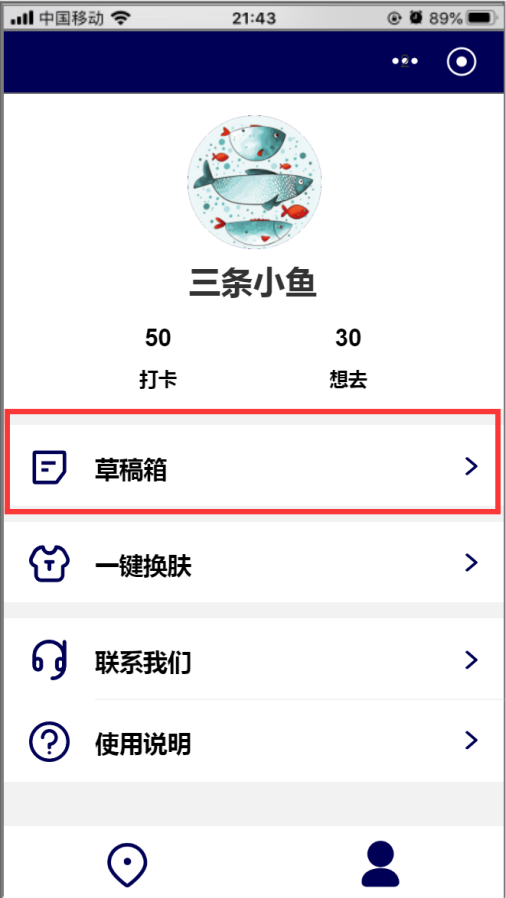 中国移动 21:43 89%
三条小鱼
50 30
打卡 想去
草稿箱
一键换肤
联系我们
使用说明